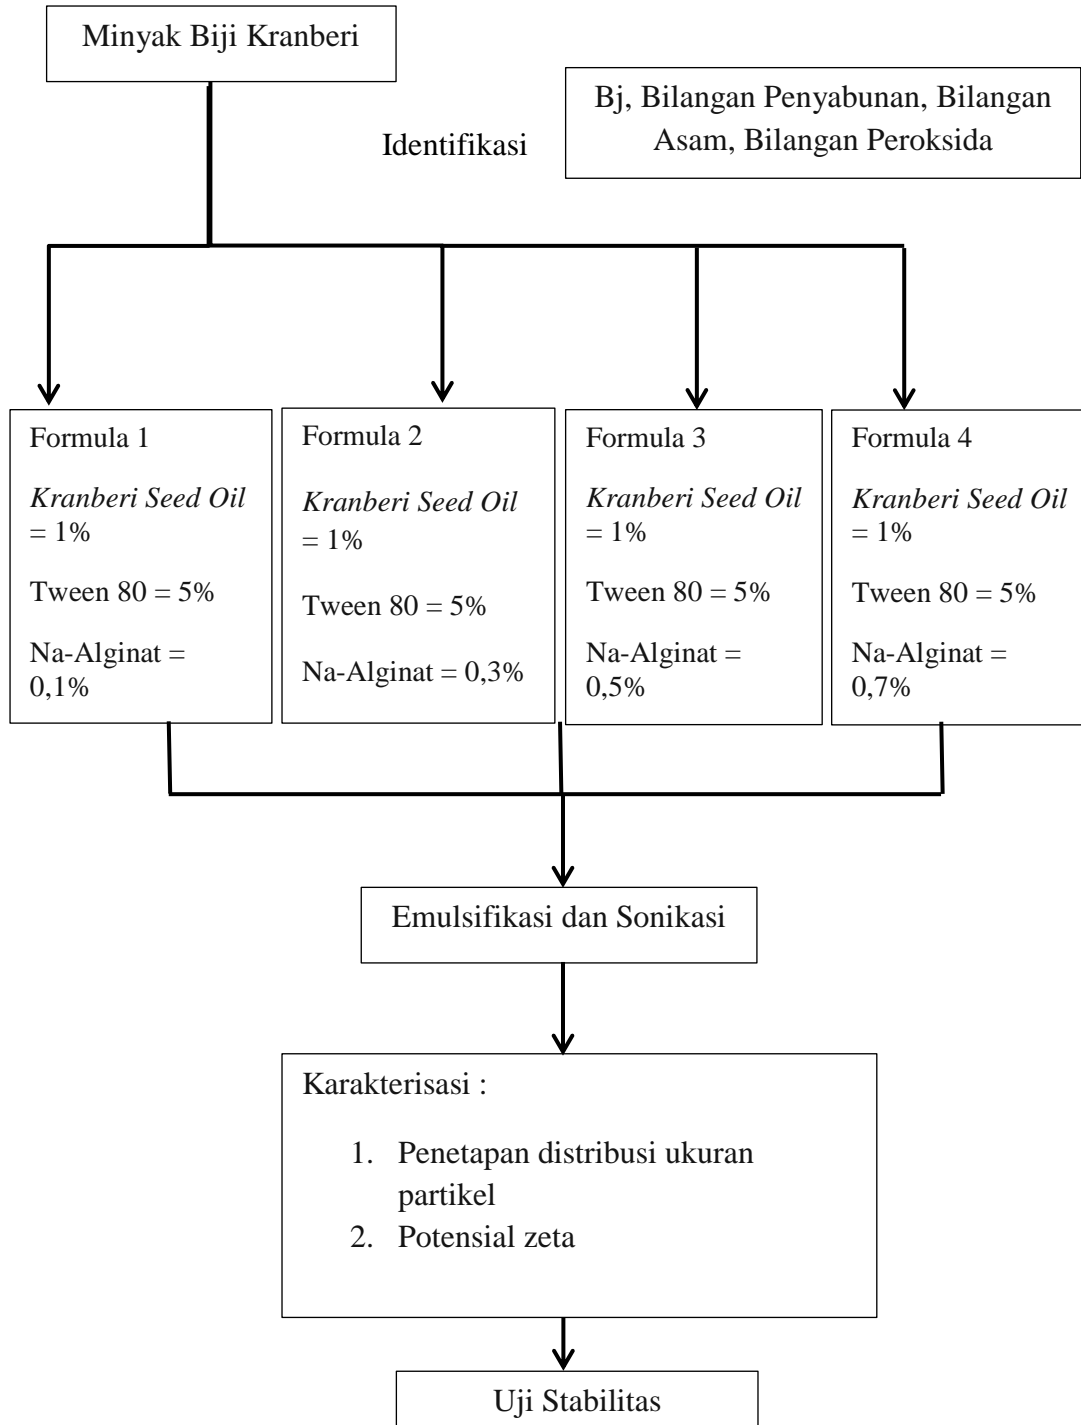 Minyak Biji Kranberi
Bj, Bilangan Penyabunan, Bilangan
Asam, Bilangan Peroksida
Identifikasi
Formula 1
Kranberi Seed Oil
= 1%
Tween 80 = 5%
Na-Alginat =
0,1%
Formula 2
Kranberi Seed Oil
= 1%
Tween 80 = 5%
Na-Alginat = 0,3%
Formula 3
Kranberi Seed Oil
= 1%
Tween 80 = 5%
Na-Alginat =
0,5%
Formula 4
Kranberi Seed Oil
= 1%
Tween 80 = 5%
Na-Alginat =
0,7%
Emulsifikasi dan Sonikasi
Karakterisasi :
1. Penetapan distribusi ukuran
partikel
2. Potensial zeta
Uji Stabilitas